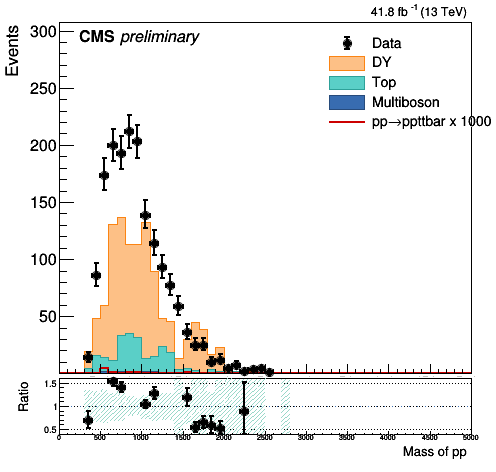 41.8 fb⁻¹ (13 TeV)
CMS preliminary
Events
300
250
200
150
100
50
Data
DY
Top
Multiboson
pp→ppttbar x 1000
Ratio
1.5
1
0.5
0 500 1000 1500 2000 2500 3000 3500 4000 4500 5000
Mass of pp